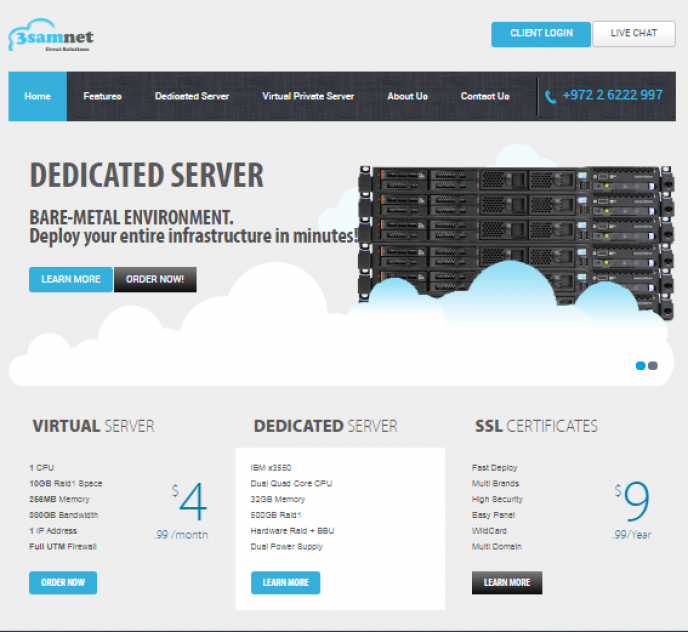 3samnet
Great Solutions
CLIENT LOGIN
LIVE CHAT
Home
Features
Dedicated Server
Virtual Private Server
About Us
Contact Us
+972 2 6222 997
DEDICATED SERVER
BARE-METAL ENVIRONMENT.
Deploy your entire infrastructure in minutes!
LEARN MORE
ORDER NOW!
VIRTUAL SERVER
1 CPU
10GB Raid1 Space
256MB Memory
300GB Bandwidth
1 IP Address
Full UTM Firewall
$4
.99 /month
ORDER NOW
DEDICATED SERVER
IBM x3550
Dual Quad Core CPU
32GB Memory
500GB Raid1
Hardware Raid + BBU
Dual Power Supply
LEARN MORE
SSL CERTIFICATES
Fast Deploy
Multi Brands
High Security
Easy Panel
WildCard
Multi Domain
$9
.99/Year
LEARN MORE